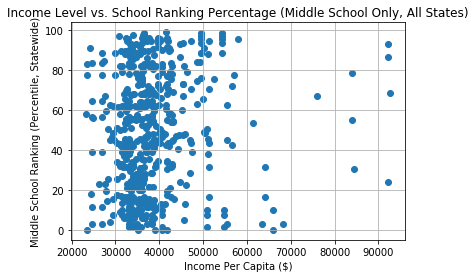 Income Level vs. School Ranking Percentage (Middle School Only, All States)
Middle School Ranking (Percentile, Statewide)
100
80
60
40
20
0
20000 30000 40000 50000 60000 70000 80000 90000
Income Per Capita ($)